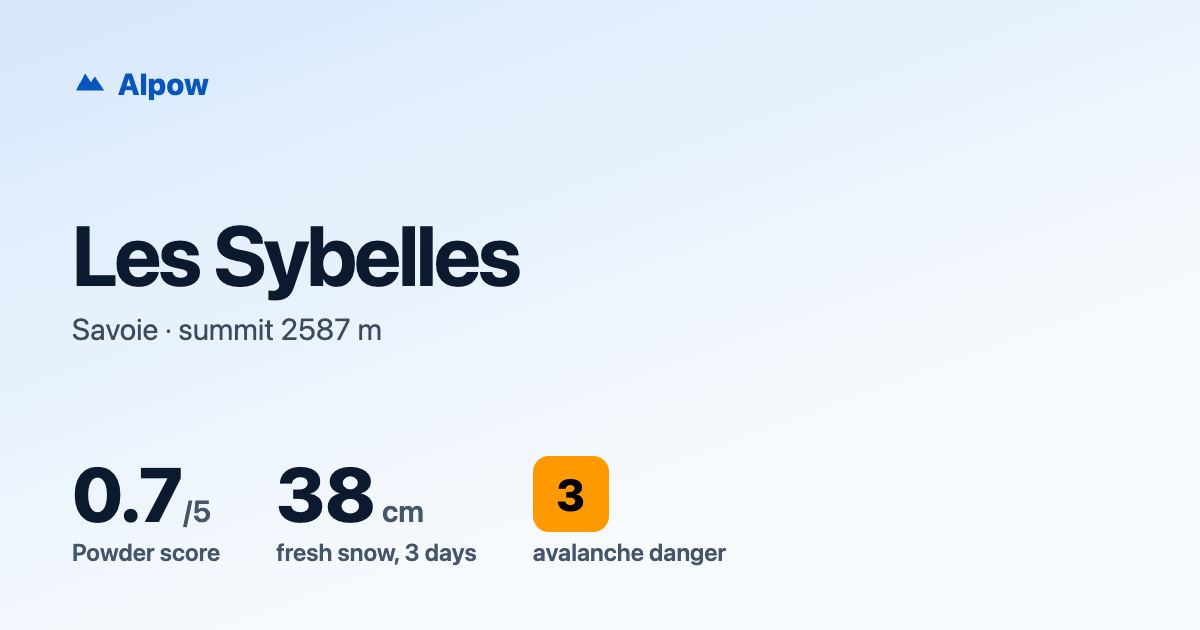 Alpow
Les Sybelles
Savoie · summit 2587 m
0.7/5
38 cm
3
Powder score
fresh snow, 3 days
avalanche danger